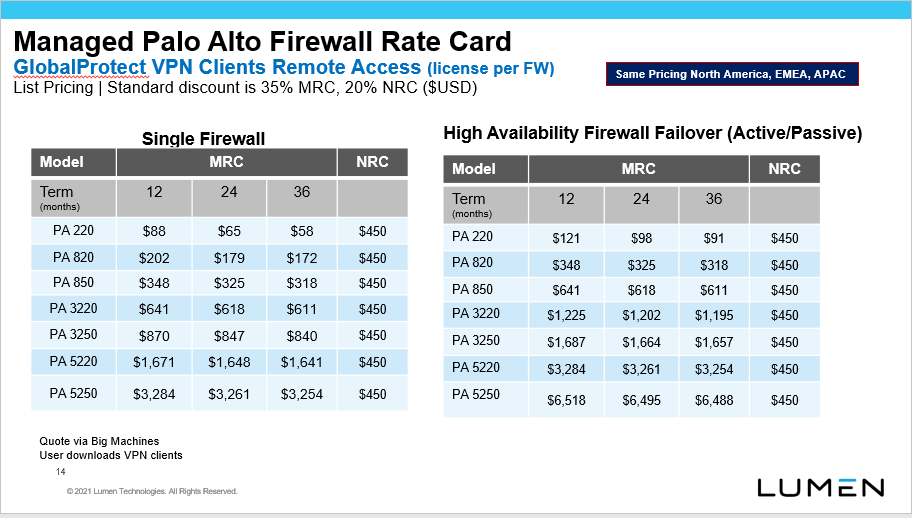 Managed Palo Alto Firewall Rate Card
GlobalProtect VPN Clients Remote Access (license per FW)
List Pricing | Standard discount is 35% MRC, 20% NRC ($USD)
Same Pricing North America, EMEA, APAC
Single Firewall
Model MRC NRC
Term 12 24 36
(months)
PA 220 $88 $65 $58 $450
PA 820 $202 $179 $172 $450
PA 850 $348 $325 $318 $450
PA 3220 $641 $618 $611 $450
PA 3250 $870 $847 $840 $450
PA 5220 $1,671 $1,648 $1,641 $450
PA 5250 $3,284 $3,261 $3,254 $450
High Availability Firewall Failover (Active/Passive)
Model MRC NRC
Term 12 24 36
(months)
PA 220 $121 $98 $91 $450
PA 820 $348 $325 $318 $450
PA 850 $641 $618 $611 $450
PA 3220 $1,225 $1,202 $1,195 $450
PA 3250 $1,687 $1,664 $1,657 $450
PA 5220 $3,284 $3,261 $3,254 $450
PA 5250 $6,518 $6,495 $6,488 $450
Quote via Big Machines
User downloads VPN clients
14
© 2021 Lumen Technologies. All Rights Reserved.
LUMEN